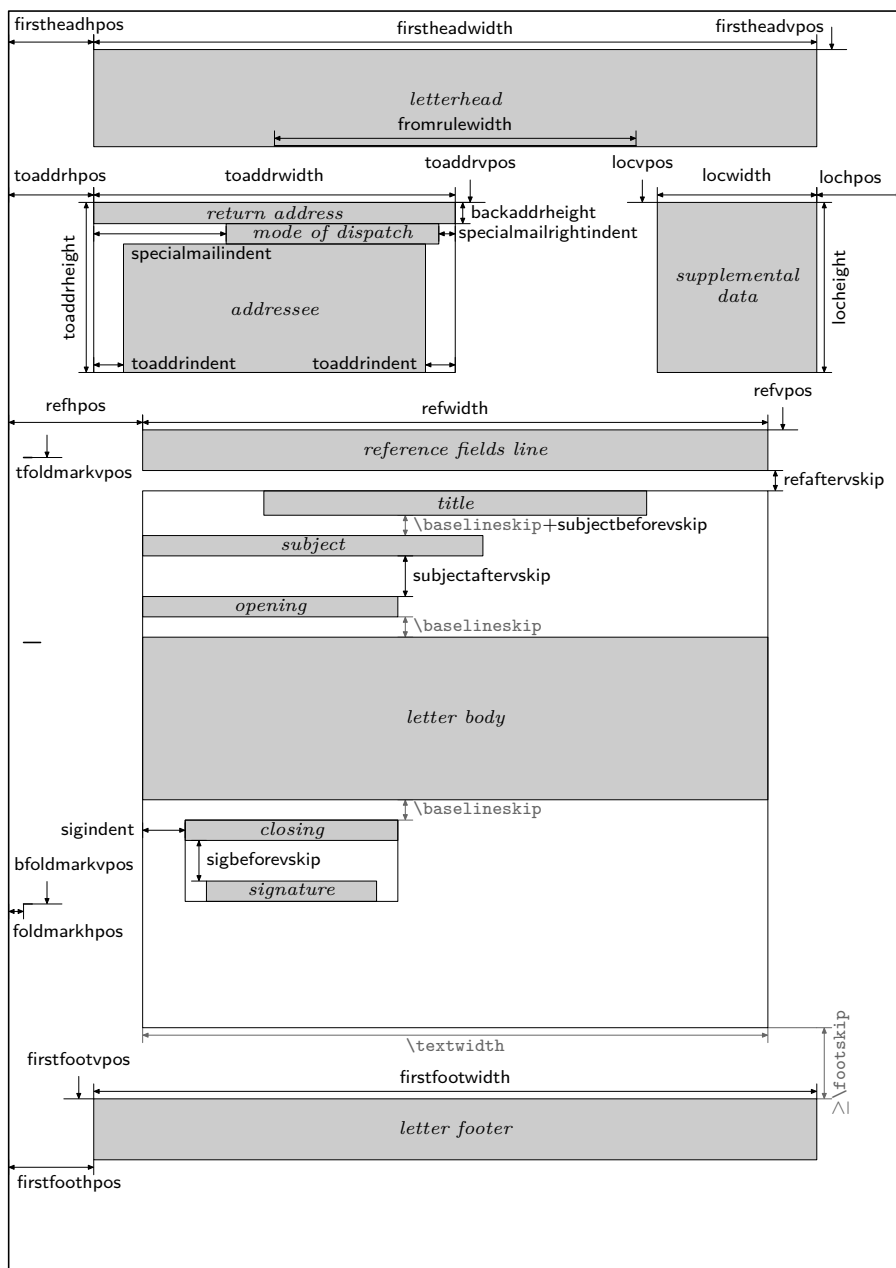 firstheadhpos
firstheadwidth
firstheadvpos
letterhead
fromrulewidth
toaddrvpos
locvpos
toaddrhpos
toaddrwidth
locwidth
lochpos
return address
backaddrheight
mode of dispatch
specialmailrightindent
specialmailindent
toaddrheight
addressee
supplemental
data
locheight
toaddrindent
toaddrindent
refvpos
refhpos
refwidth
reference fields line
tfoldmarkvpos
refaftervskip
title
\baselineskip+subjectbeforevskip
subject
subjectaftervskip
opening
\baselineskip
letter body
\baselineskip
sigindent
closing
sigbeforevskip
bfoldmarkvpos
signature
foldmarkhpos
\textwidth
≥\footskip
firstfootvpos
firstfootwidth
letter footer
firstfoothpos